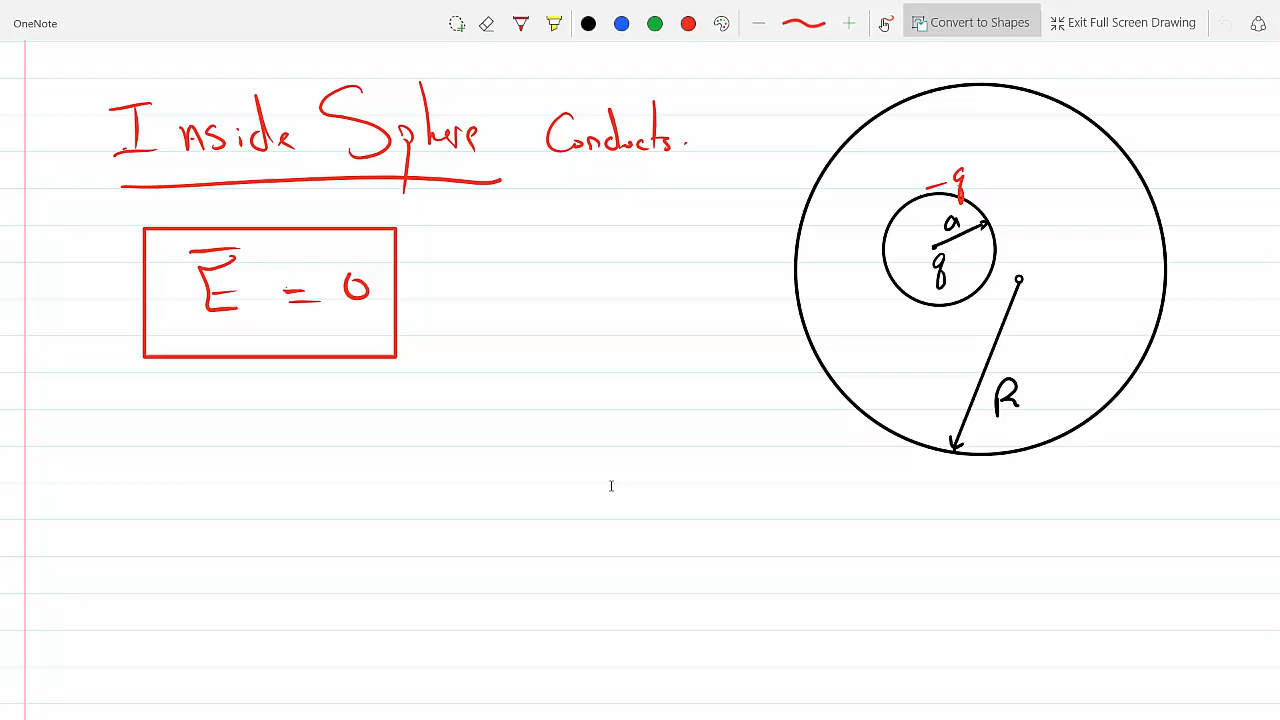 OneNote
Convert to Shapes
Exit Full Screen Drawing
Inside Sphere Conducts.
E = 0
-q
a
q
R